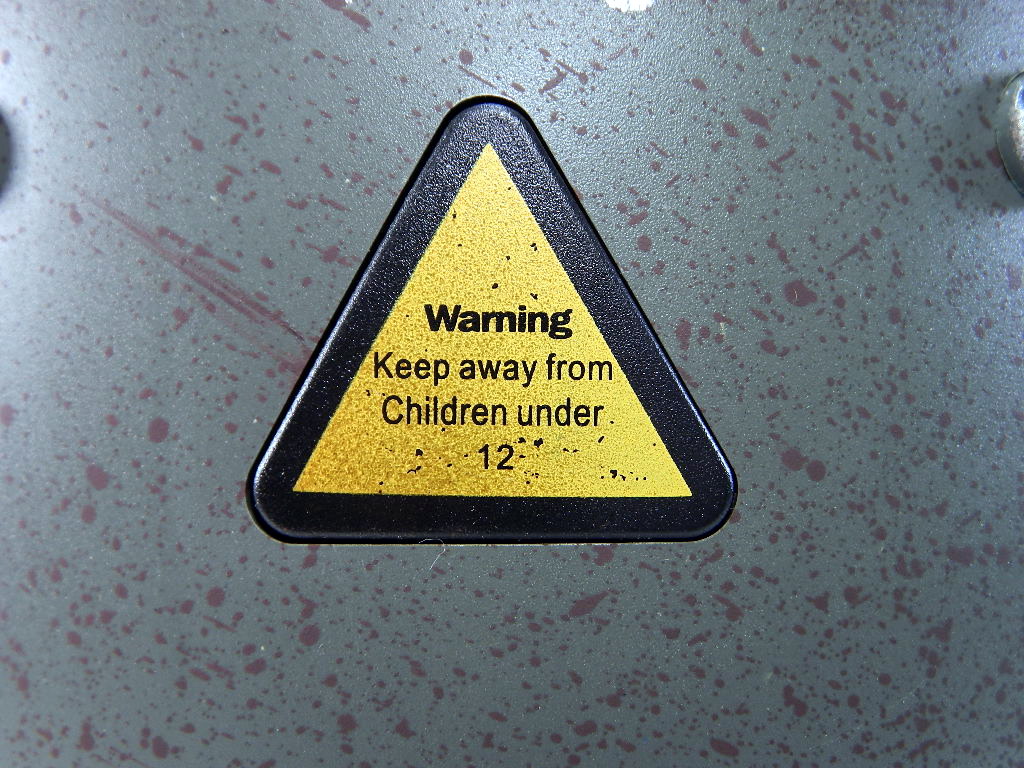 Warning
Keep away from
Children under
12